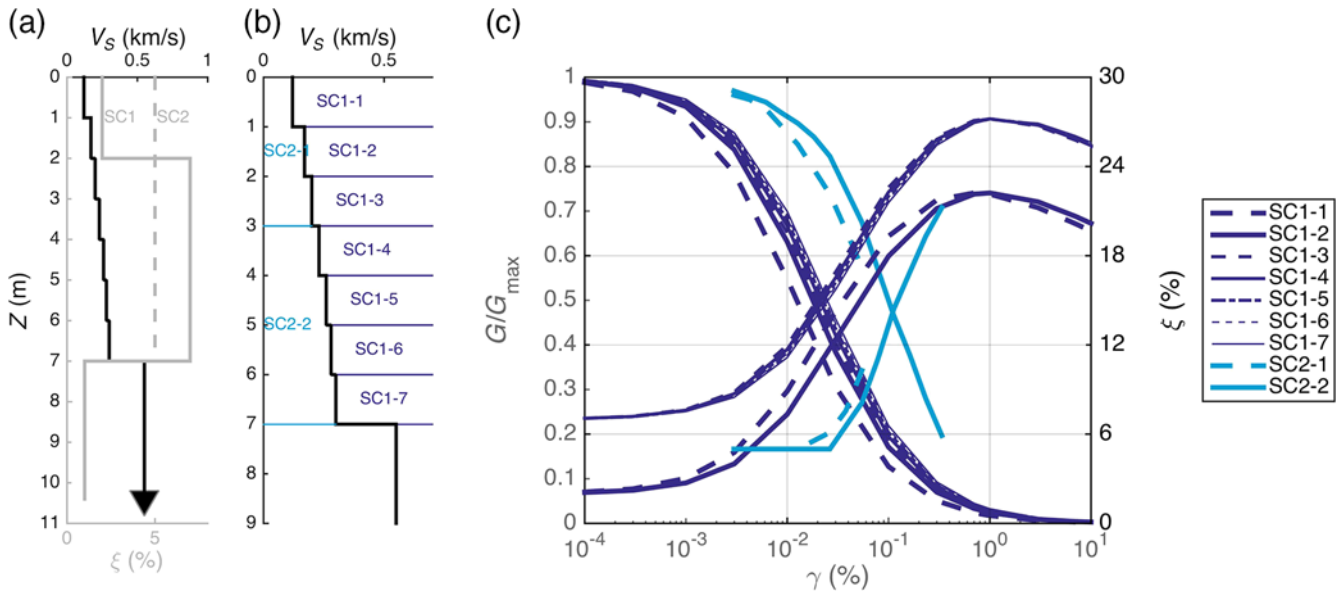 (a)
V_S (km/s)
0 0.5 1
0
1
2
3
4
5
6
7
8
9
10
11
Z (m)
SC1 SC2
0 5
ξ (%)
(b)
V_S (km/s)
0 0.5
0
1
2
3
4
5
6
7
8
9
SC1-1
SC2-1 SC1-2
SC1-3
SC1-4
SC1-5
SC2-2
SC1-6
SC1-7
(c)
1
0.9
0.8
0.7
0.6
0.5
0.4
0.3
0.2
0.1
0
G/G_max
10^-4 10^-3 10^-2 10^-1 10^0 10^1
γ (%)
30
24
18
12
6
0
ξ (%)
SC1-1
SC1-2
SC1-3
SC1-4
SC1-5
SC1-6
SC1-7
SC2-1
SC2-2